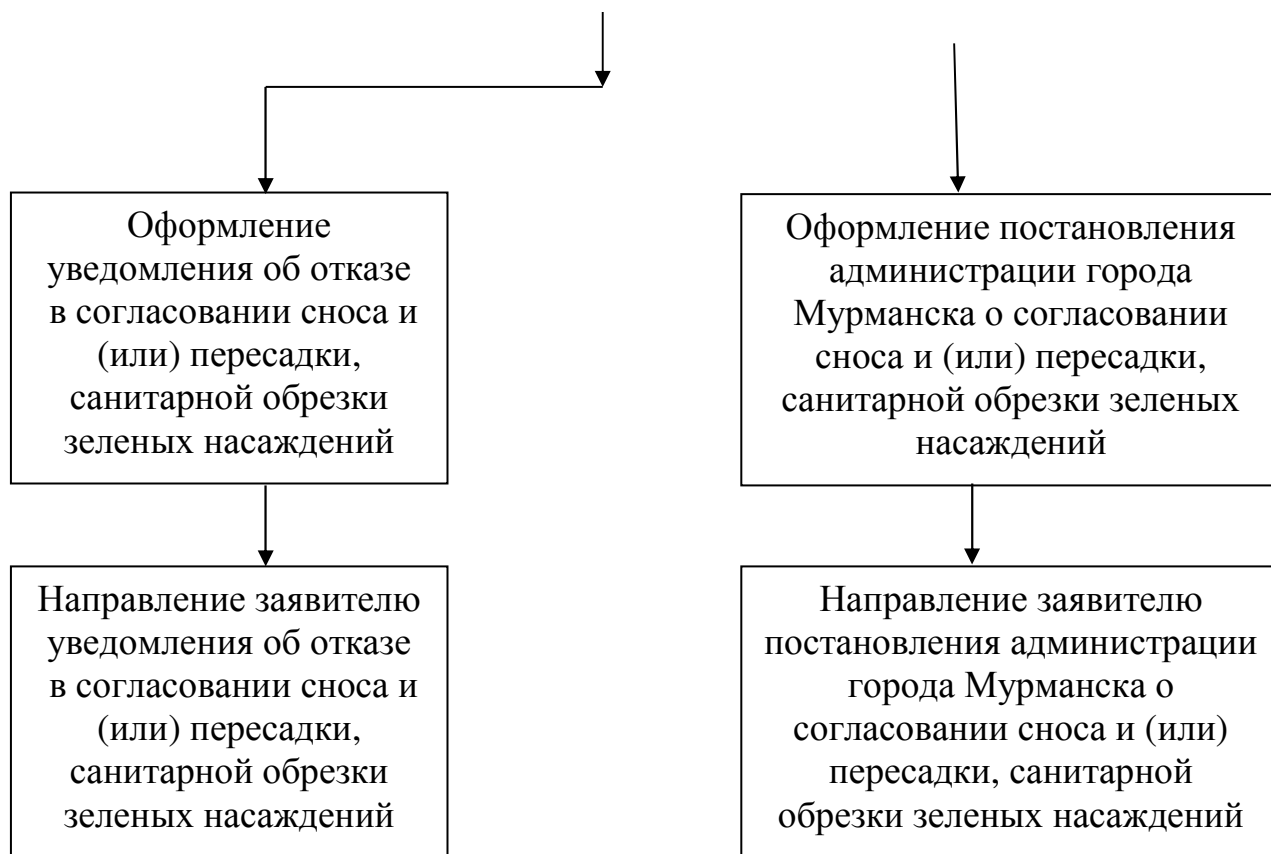 Оформление
уведомления об отказе
в согласовании сноса и
(или) пересадки,
санитарной обрезки
зеленых насаждений
Оформление постановления
администрации города
Мурманска о согласовании
сноса и (или) пересадки,
санитарной обрезки зеленых
насаждений
Направление заявителю
уведомления об отказе
в согласовании сноса и
(или) пересадки,
санитарной обрезки
зеленых насаждений
Направление заявителю
постановления администрации
города Мурманска о
согласовании сноса и (или)
пересадки, санитарной
обрезки зеленых насаждений